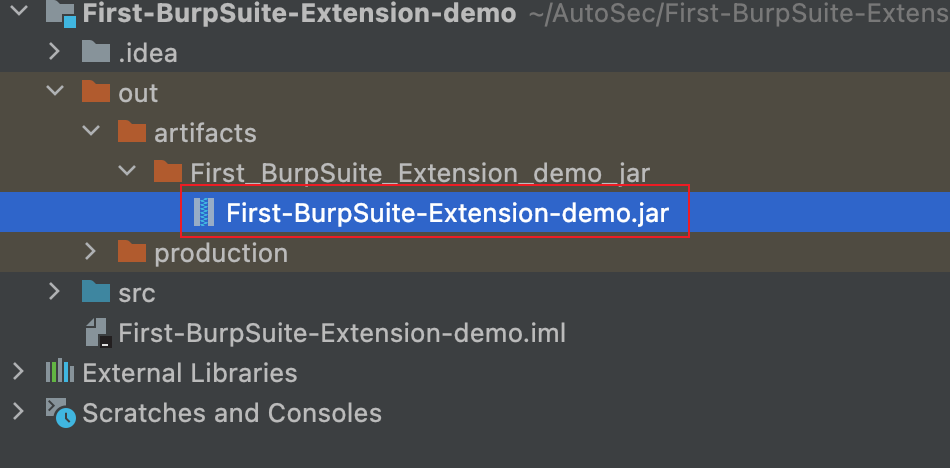 First-BurpSuite-Extension-demo ~/AutoSec/First-BurpSuite-Extens
.idea
out
artifacts
First_BurpSuite_Extension_demo_jar
First-BurpSuite-Extension-demo.jar
production
src
First-BurpSuite-Extension-demo.iml
External Libraries
Scratches and Consoles